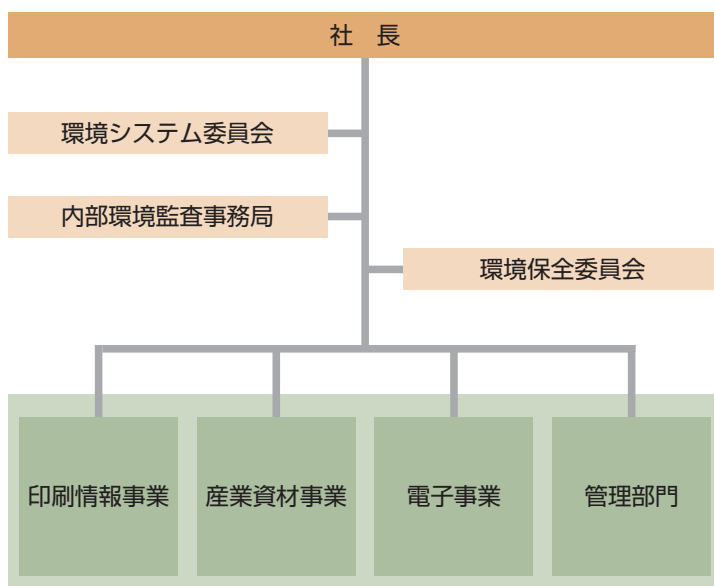 社　長
環境システム委員会
内部環境監査事務局
環境保全委員会
印刷情報事業
産業資材事業
電子事業
管理部門